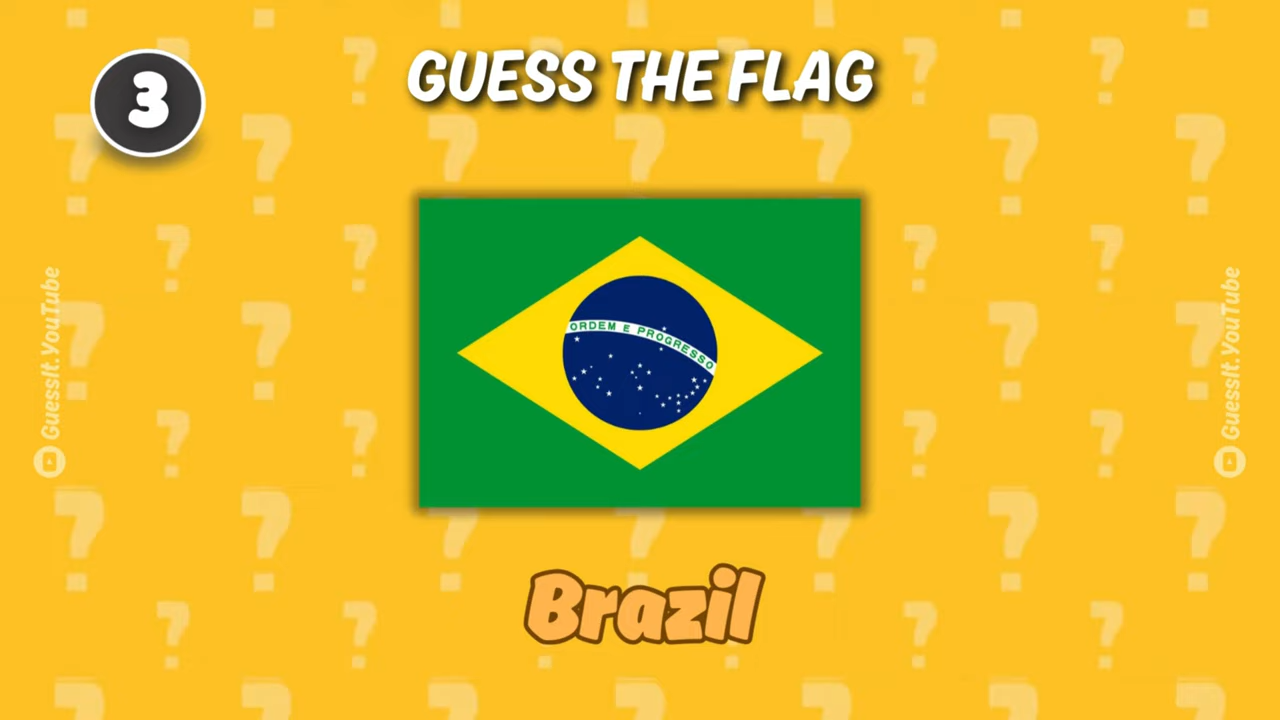 3
GUESS THE FLAG
ORDEM E PROGRESSO
Brazil
GuessIt.YouTube
GuessIt.YouTube